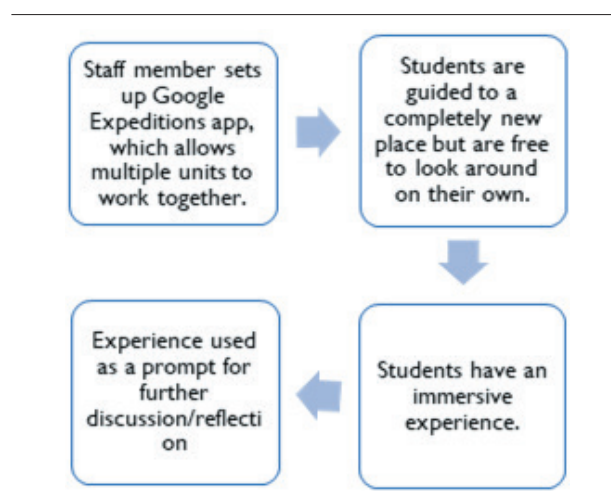 Staff member sets
up Google
Expeditions app,
which allows
multiple units to
work together.
Students are
guided to a
completely new
place but are free
to look around
on their own.
Students have an
immersive
experience.
Experience used
as a prompt for
further
discussion/reflecti
on